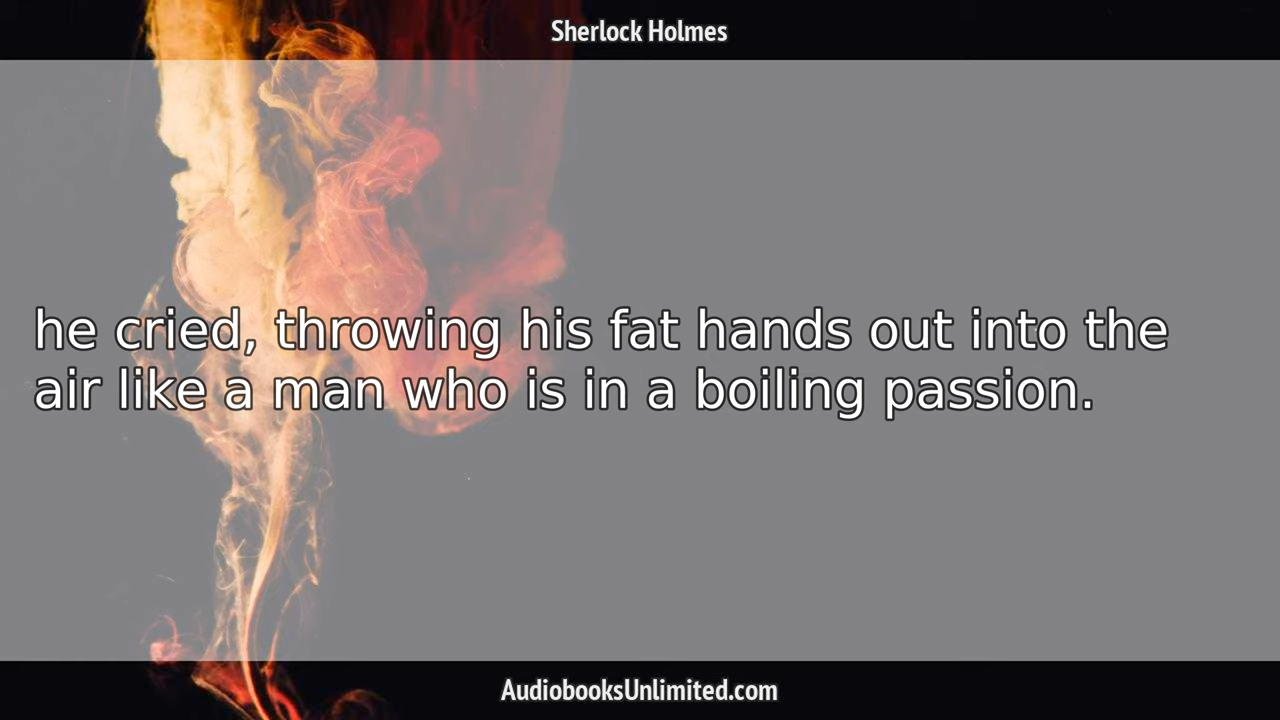 Sherlock Holmes
he cried, throwing his fat hands out into the
air like a man who is in a boiling passion.
AudiobooksUnlimited.com